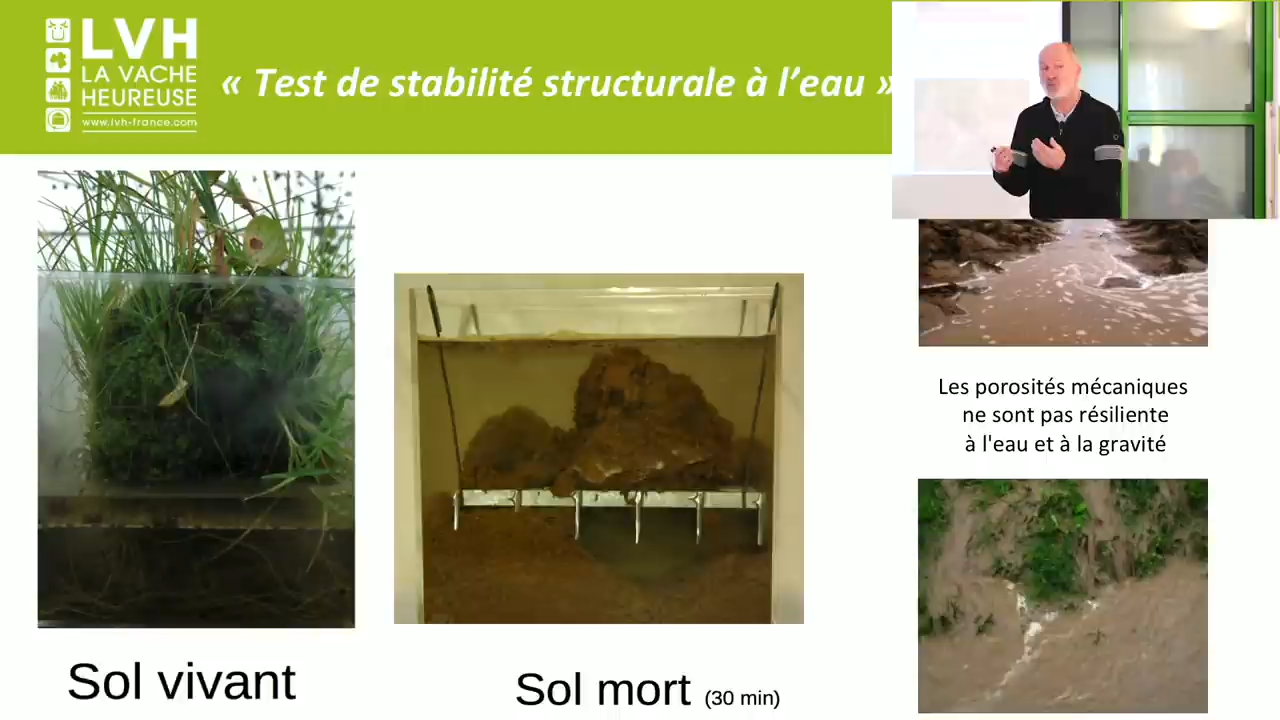 LVH
LA VACHE
HEUREUSE
www.lvh-france.com
« Test de stabilité structurale à l’eau »
Les porosités mécaniques
ne sont pas résiliente
à l'eau et à la gravité
Sol vivant
Sol mort (30 min)